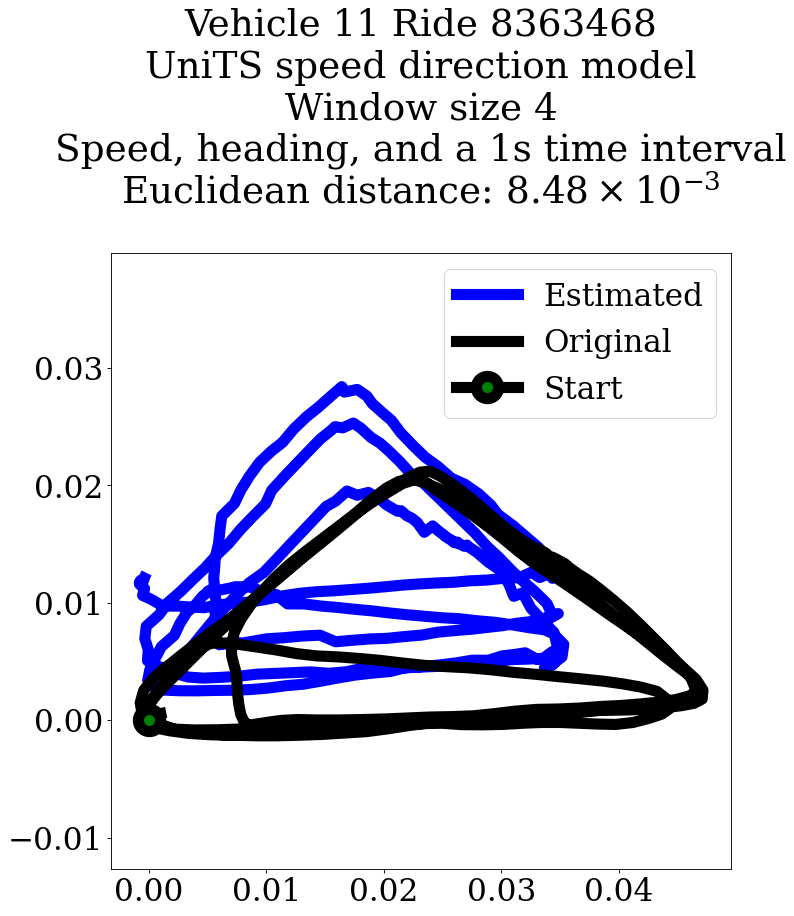 Vehicle 11 Ride 8363468
UniTS speed direction model
Window size 4
Speed, heading, and a 1s time interval
Euclidean distance: 8.48 × 10⁻³
Estimated
Original
Start
0.03
0.02
0.01
0.00
−0.01
0.00 0.01 0.02 0.03 0.04